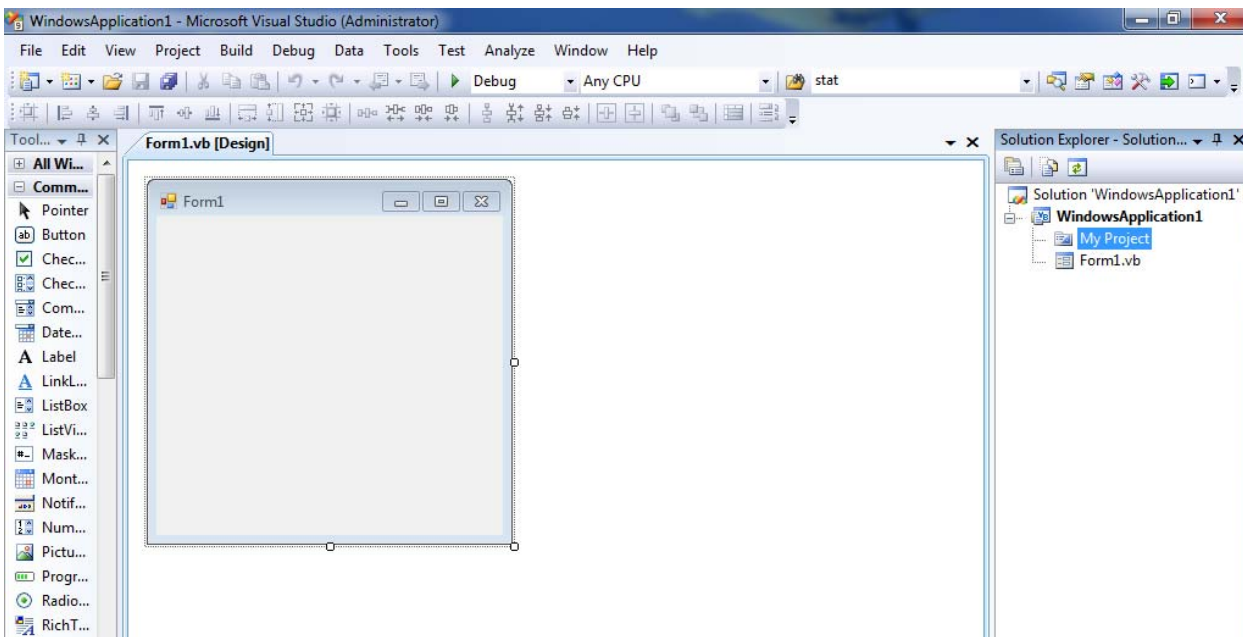 WindowsApplication1 - Microsoft Visual Studio (Administrator)
File Edit View Project Build Debug Data Tools Test Analyze Window Help
Debug Any CPU stat
Tool...
Form1.vb [Design]
Solution Explorer - Solution...
All Wi...
Comm...
Pointer
Button
Chec...
Chec...
Com...
Date...
Label
LinkL...
ListBox
ListVi...
Mask...
Mont...
Notif...
Num...
Pictu...
Progr...
Radio...
RichT...
Form1
Solution 'WindowsApplication1'
WindowsApplication1
My Project
Form1.vb